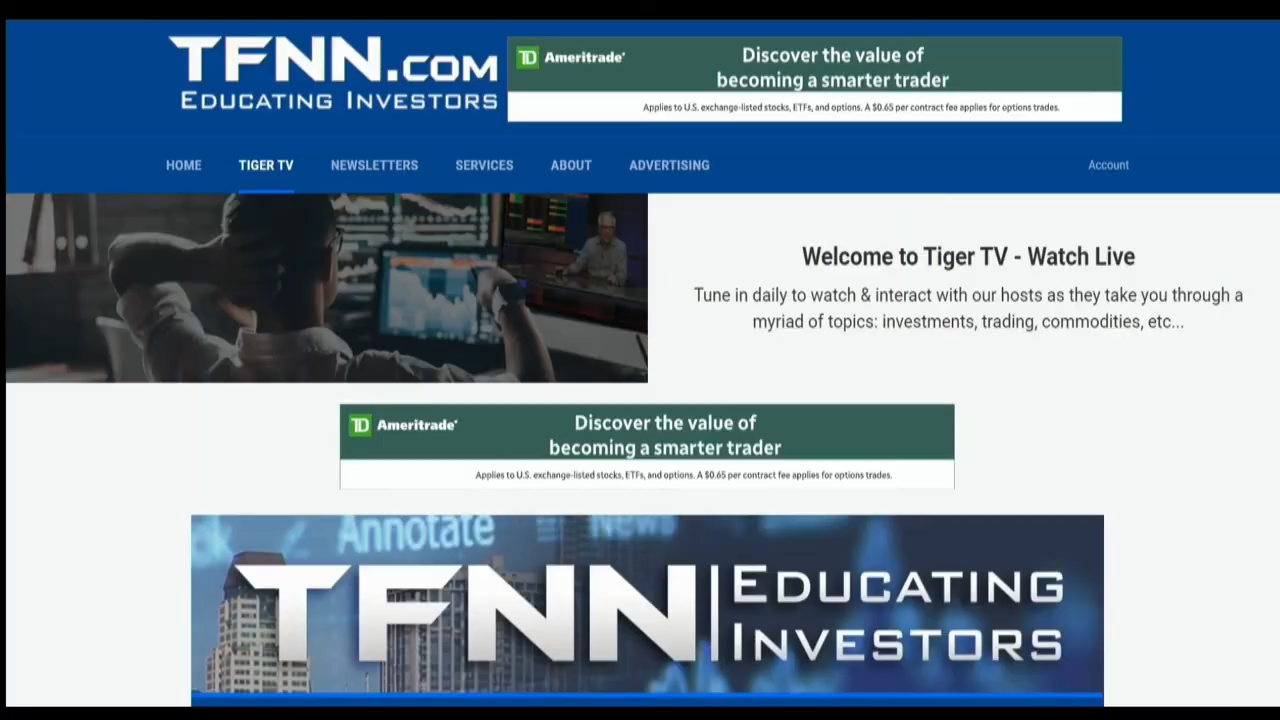 TFNN.COM
EDUCATING INVESTORS
TD Ameritrade
Discover the value of
becoming a smarter trader
Applies to U.S. exchange-listed stocks, ETFs, and options. A $0.65 per contract fee applies for options trades.
HOME
TIGER TV
NEWSLETTERS
SERVICES
ABOUT
ADVERTISING
Account
Welcome to Tiger TV - Watch Live
Tune in daily to watch & interact with our hosts as they take you through a
myriad of topics: investments, trading, commodities, etc...
TD Ameritrade
Discover the value of
becoming a smarter trader
Applies to U.S. exchange-listed stocks, ETFs, and options. A $0.65 per contract fee applies for options trades.
Annotate
News
TFNN
EDUCATING
INVESTORS